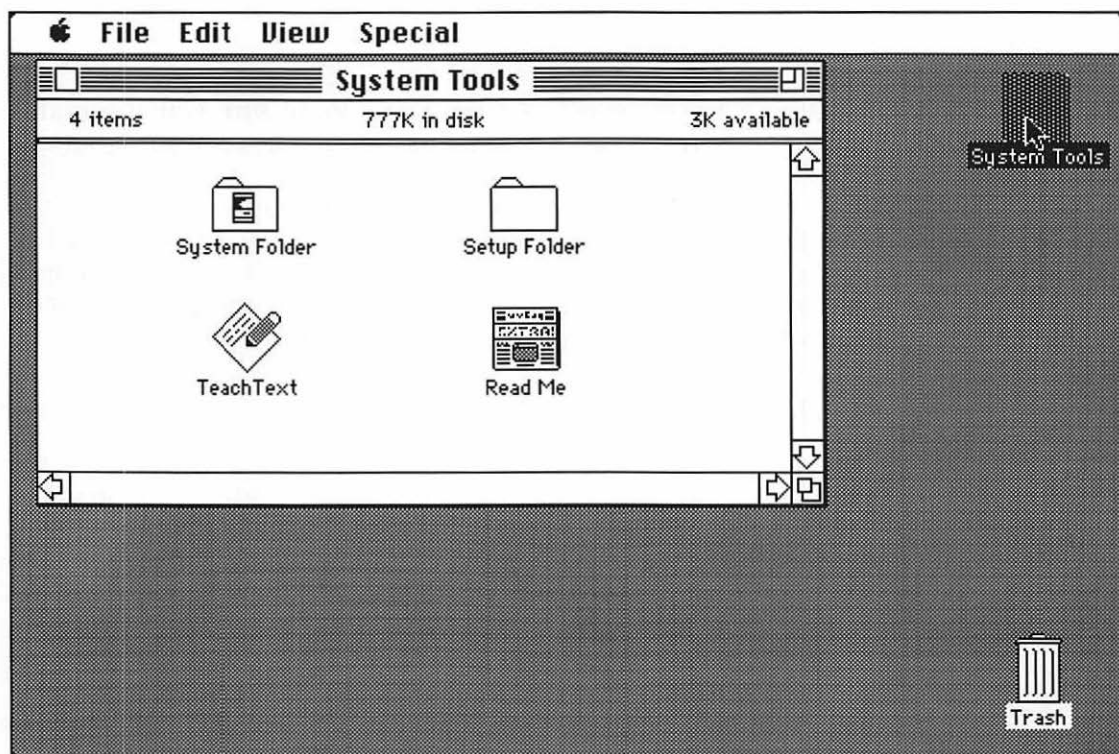 File Edit View Special
System Tools
4 items 777K in disk 3K available
System Tools
System Folder Setup Folder
EXTRA!
TeachText Read Me
Trash